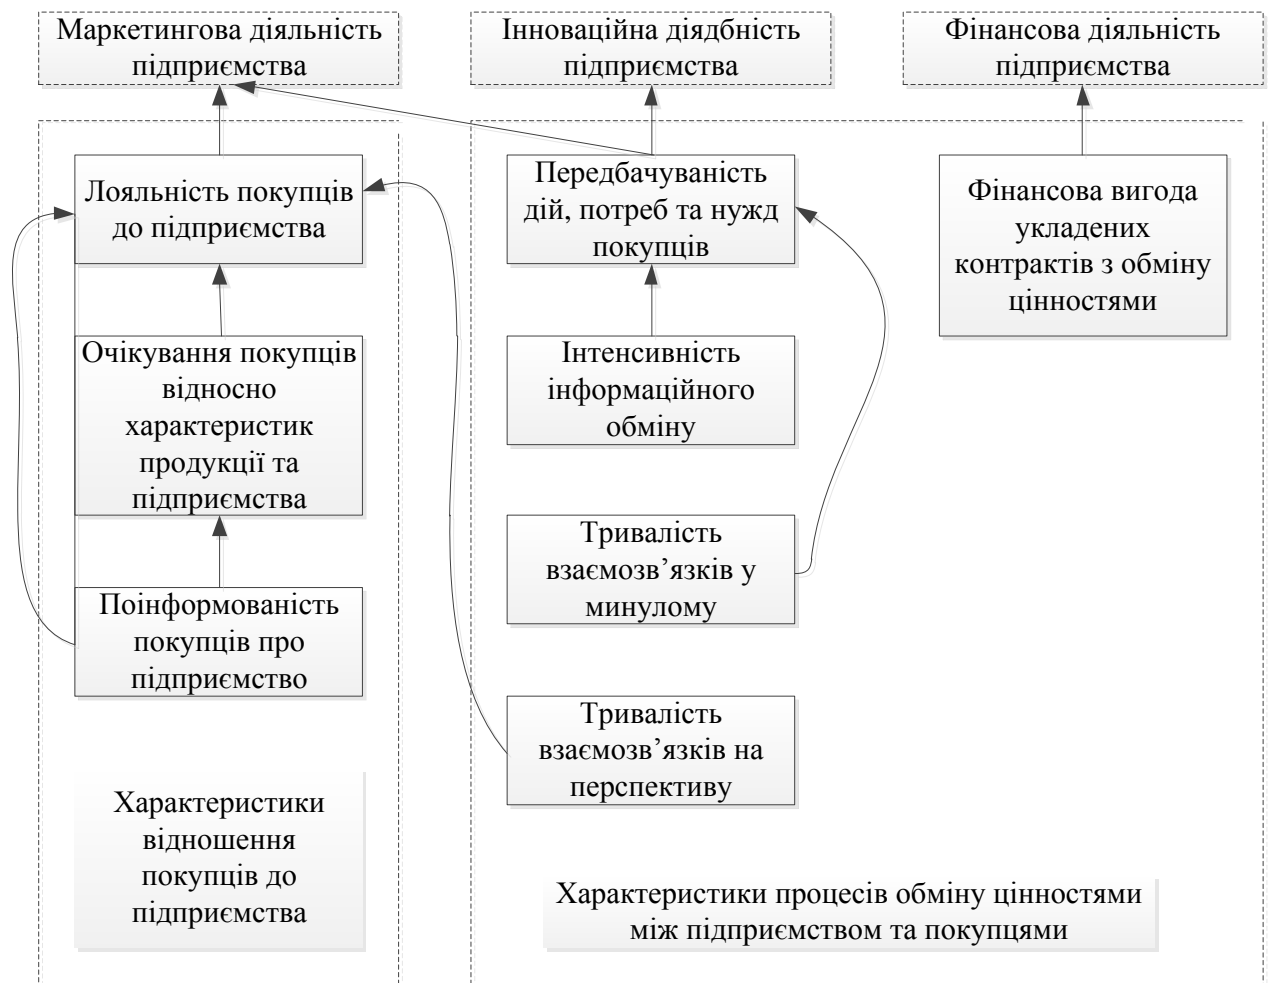 Маркетингова діяльність
підприємства
Інноваційна діядбність
підприємства
Фінансова діяльність
підприємства
Лояльність покупців
до підприємства
Передбачуваність
дій, потреб та нужд
покупців
Фінансова вигода
укладених
контрактів з обміну
цінностями
Очікування покупців
відносно
характеристик
продукції та
підприємства
Інтенсивність
інформаційного
обміну
Тривалість
взаємозв’язків у
минулому
Поінформованість
покупців про
підприємство
Тривалість
взаємозв’язків на
перспективу
Характеристики
відношення
покупців до
підприємства
Характеристики процесів обміну цінностями
між підприємством та покупцями